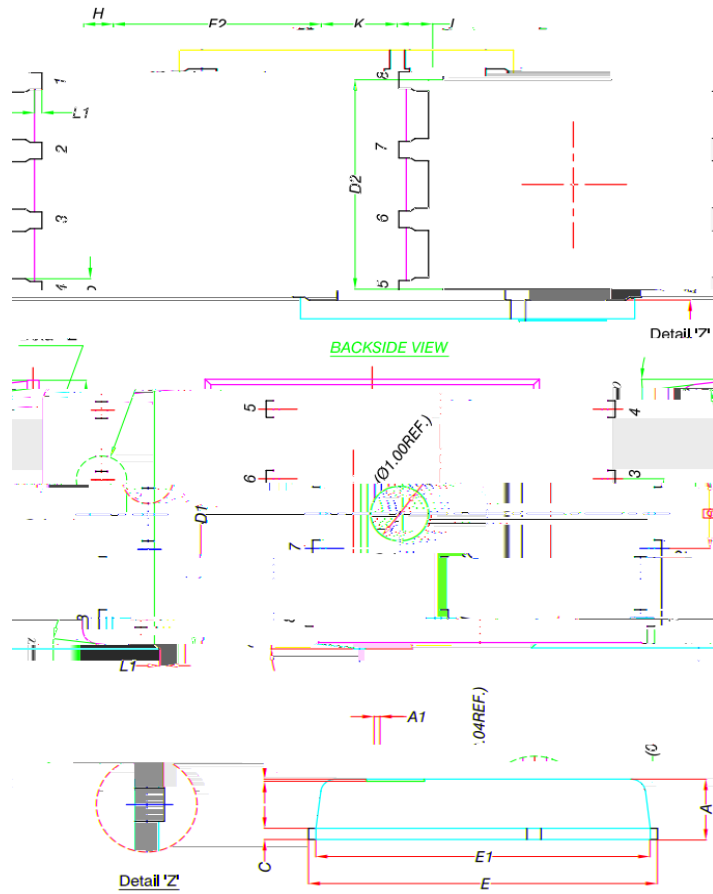 H E2 K J
1 8
L1
2 7
D2
3 6
4 5
Detail 'Z'
BACKSIDE VIEW
5 4
(Ø1.00REF.)
6 3
D1
7
L1
A1
.04REF.)
A
C
E1
Detail 'Z'
E